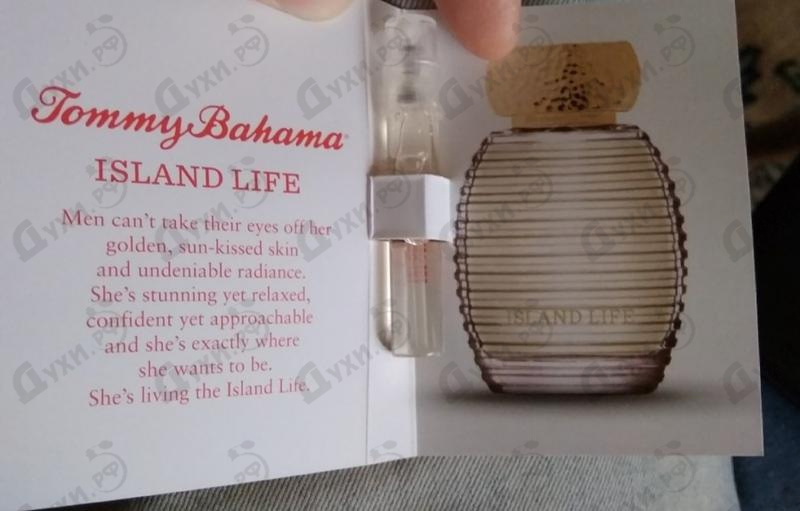 Tommy Bahama
ISLAND LIFE
Men can't take their eyes off her
golden, sun-kissed skin
and undeniable radiance.
She's stunning yet relaxed,
confident yet approachable
and she's exactly where
she wants to be.
She's living the Island Life.
ISLAND LIFE
Духи.рф